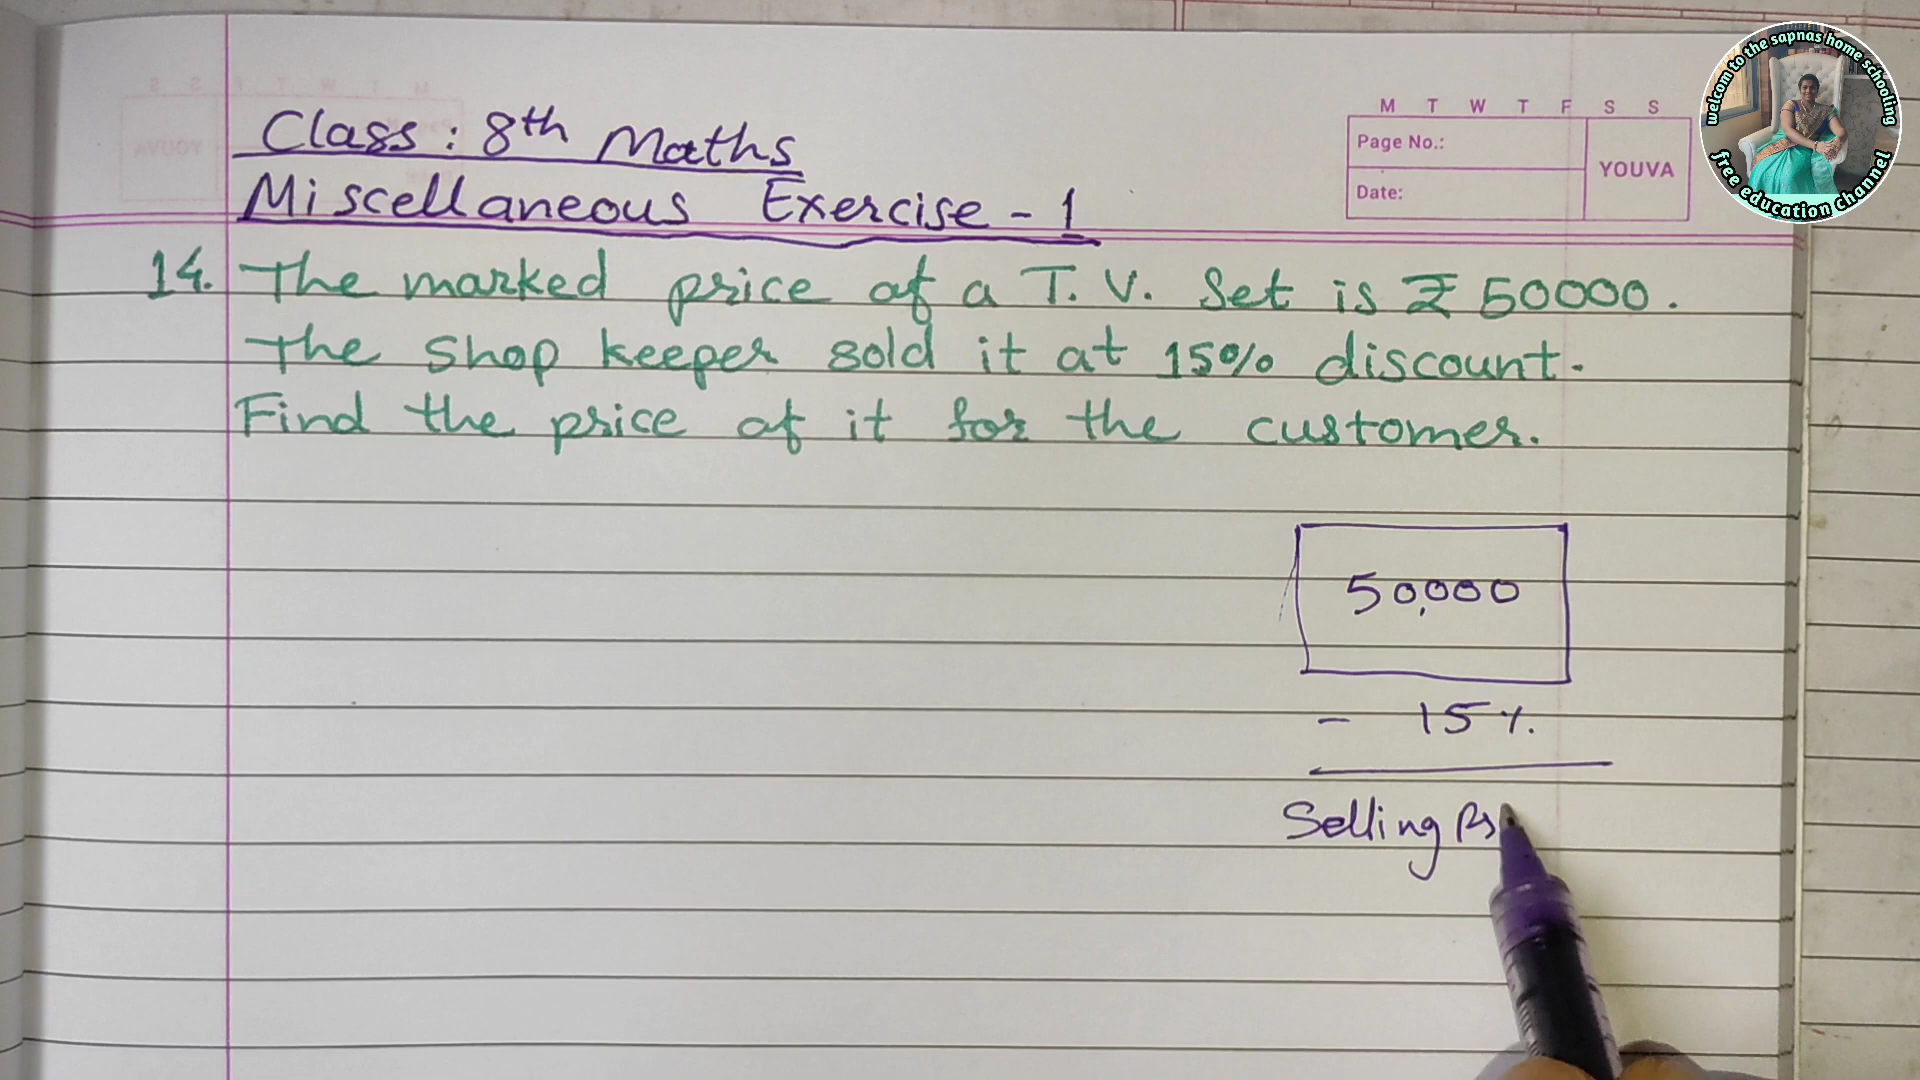 M T W T F S S
Page No.:
YOUVA
Date:
welcom to the sapnas home schooling
free education channel
Class : 8th Maths
Miscellaneous Exercise - 1
14. The marked price of a T. V. Set is ₹ 50000.
The Shop keeper sold it at 15% discount.
Find the price of it for the customer.
50,000
- 15%.
Selling